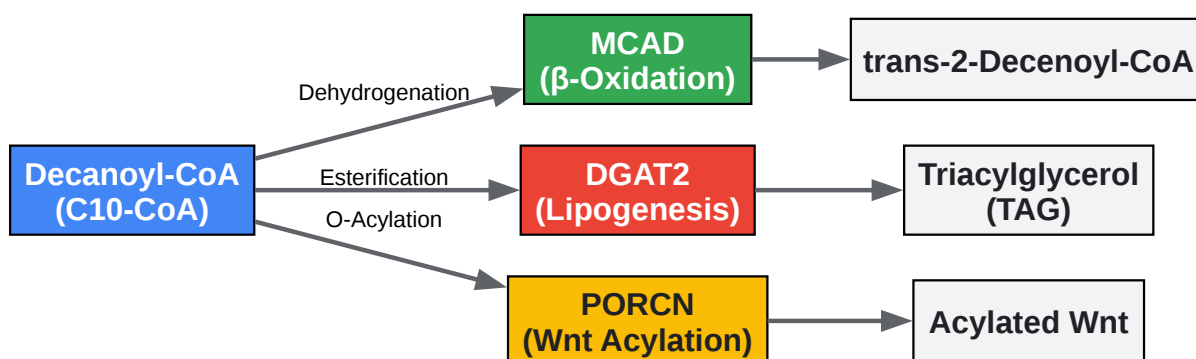 MCAD
(β-Oxidation)
trans-2-Decenoyl-CoA
Dehydrogenation
Decanoyl-CoA
(C10-CoA)
Esterification
DGAT2
(Lipogenesis)
Triacylglycerol
(TAG)
O-Acylation
PORCN
(Wnt Acylation)
Acylated Wnt